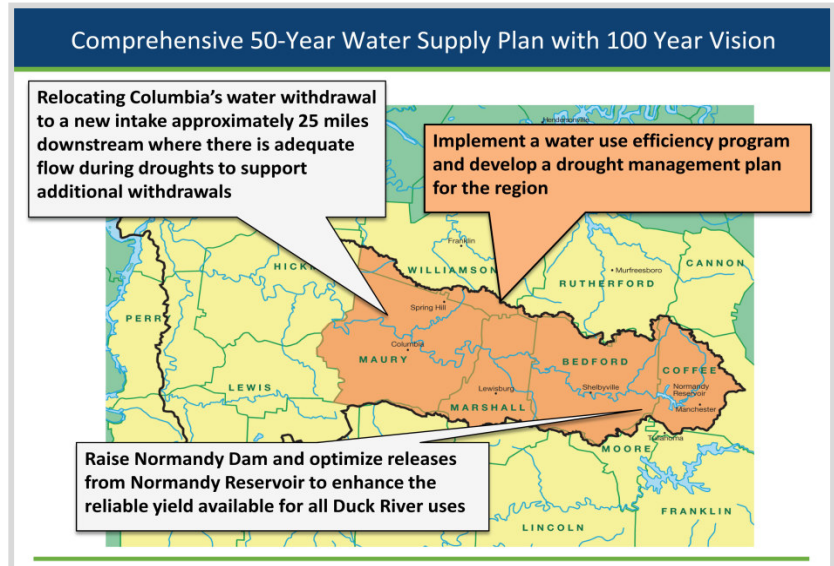 Comprehensive 50-Year Water Supply Plan with 100 Year Vision
Relocating Columbia's water withdrawal
to a new intake approximately 25 miles
downstream where there is adequate
flow during droughts to support
additional withdrawals
Implement a water use efficiency program
and develop a drought management plan
for the region
Hendersonville
Franklin
HICK
WILLIAMSON
Murfreesboro
RUTHERFORD
CANNON
PERR
Spring Hill
Columbia
MAURY
BEDFORD
COFFEE
LEWIS
Lewisburg
Shelbyville
Normandy
Reservoir
Manchester
MARSHALL
Tullahoma
MOORE
Raise Normandy Dam and optimize releases
from Normandy Reservoir to enhance the
reliable yield available for all Duck River uses
LINCOLN
FRANKLIN